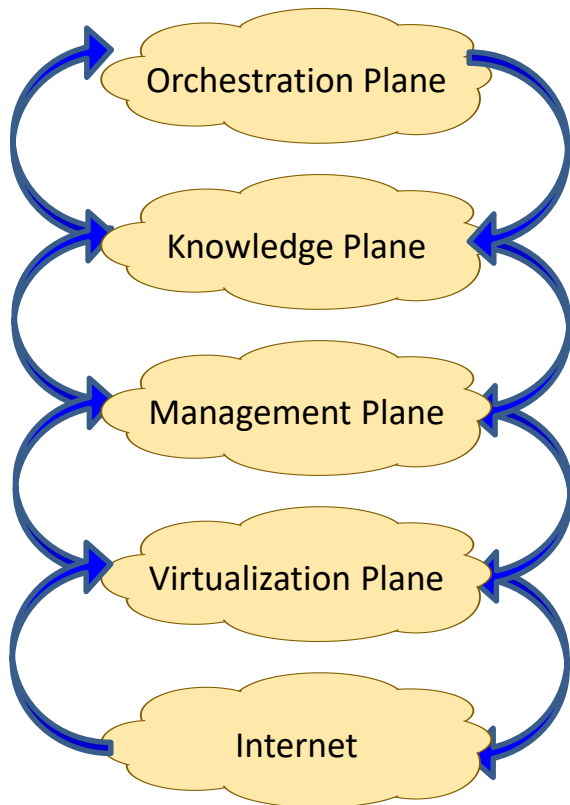 Orchestration Plane
Knowledge Plane
Management Plane
Virtualization Plane
Internet